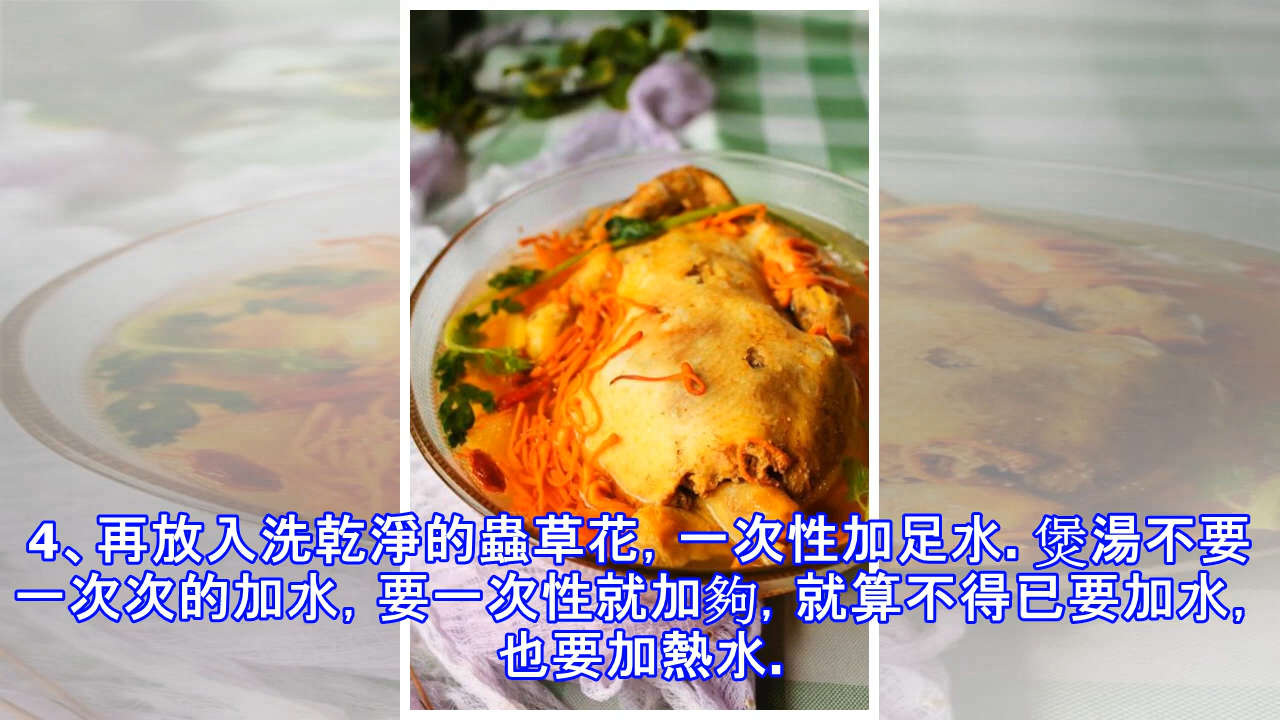 4、再放入洗乾淨的蟲草花, 一次性加足水. 煲湯不要
一次次的加水, 要一次性就加夠, 就算不得已要加水,
也要加熱水.